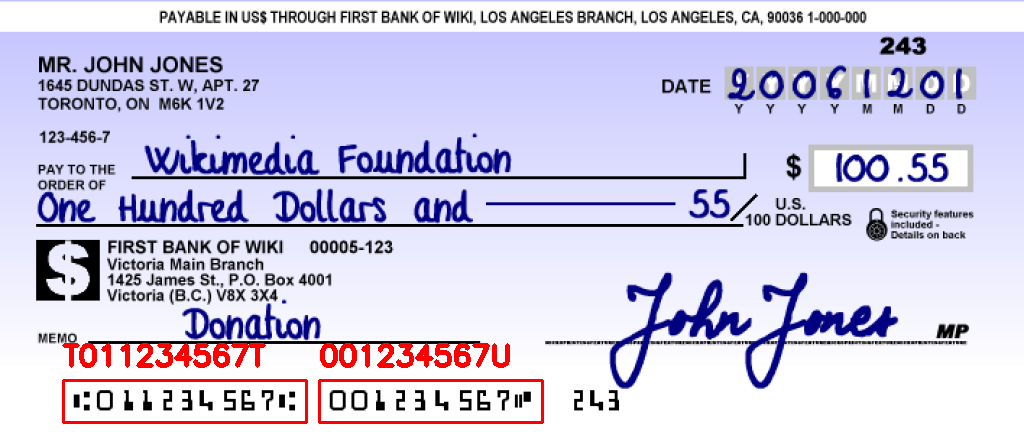 PAYABLE IN US$ THROUGH FIRST BANK OF WIKI, LOS ANGELES BRANCH, LOS ANGELES, CA, 90036 1-000-000
243
MR. JOHN JONES
1645 DUNDAS ST. W, APT. 27
TORONTO, ON M6K 1V2
DATE 20061201
Y Y Y Y M M D D
123-456-7
PAY TO THE ORDER OF Wikimedia Foundation $ 100.55
One Hundred Dollars and 55/100 U.S. DOLLARS
Security features
included -
Details on back
$
FIRST BANK OF WIKI 00005-123
Victoria Main Branch
1425 James St., P.O. Box 4001
Victoria (B.C.) V8X 3X4
MEMO Donation
John Jones MP
T011234567T 001234567U
⑆011234567⑆ 001234567⑈ 243